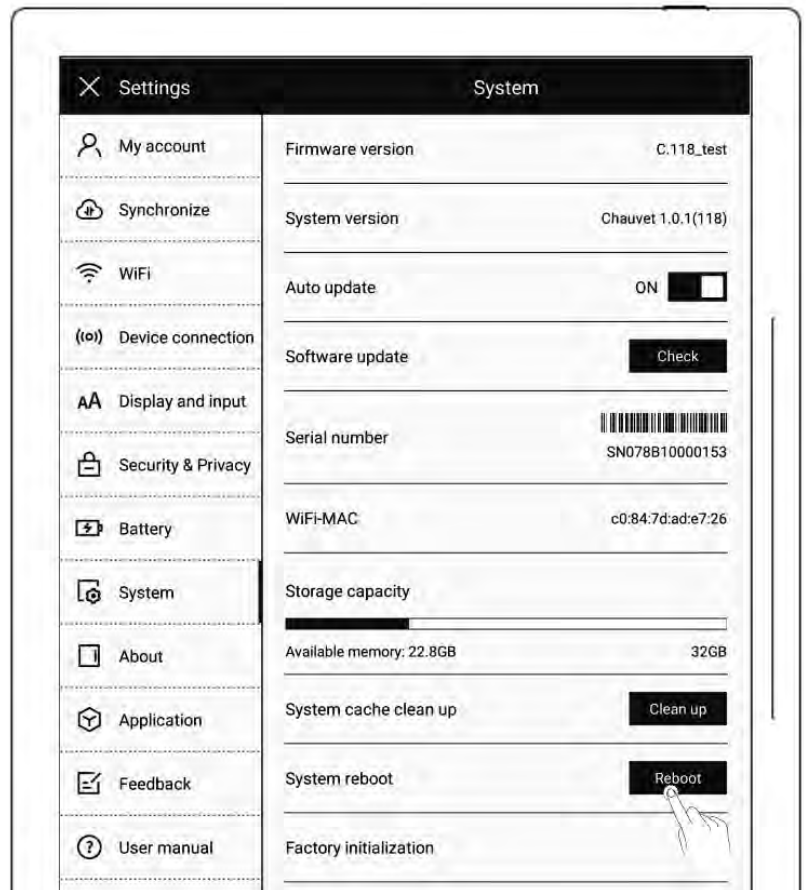 Settings
System
My account
Synchronize
WiFi
Device connection
AA Display and input
Security & Privacy
Battery
System
About
Application
Feedback
? User manual
Firmware version C.118_test
System version Chauvet 1.0.1(118)
Auto update ON
Software update Check
Serial number SN078B10000153
WiFi-MAC c0:84:7d:ad:e7:26
Storage capacity
Available memory: 22.8GB 32GB
System cache clean up Clean up
System reboot Reboot
Factory initialization